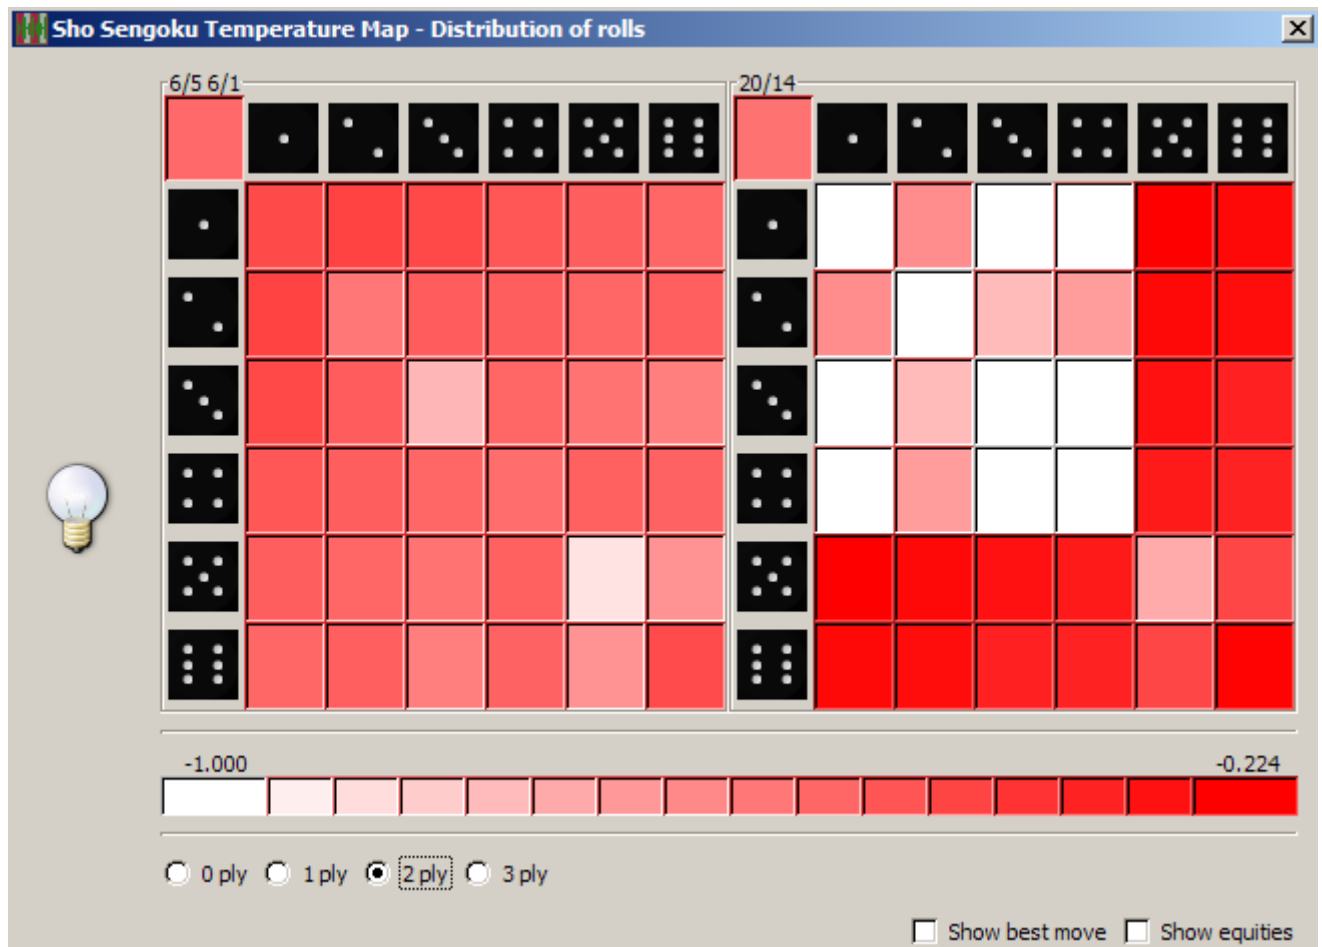 Sho Sengoku Temperature Map - Distribution of rolls
6/5 6/1
20/14
-1.000
-0.224
0 ply 1 ply 2 ply 3 ply
Show best move Show equities